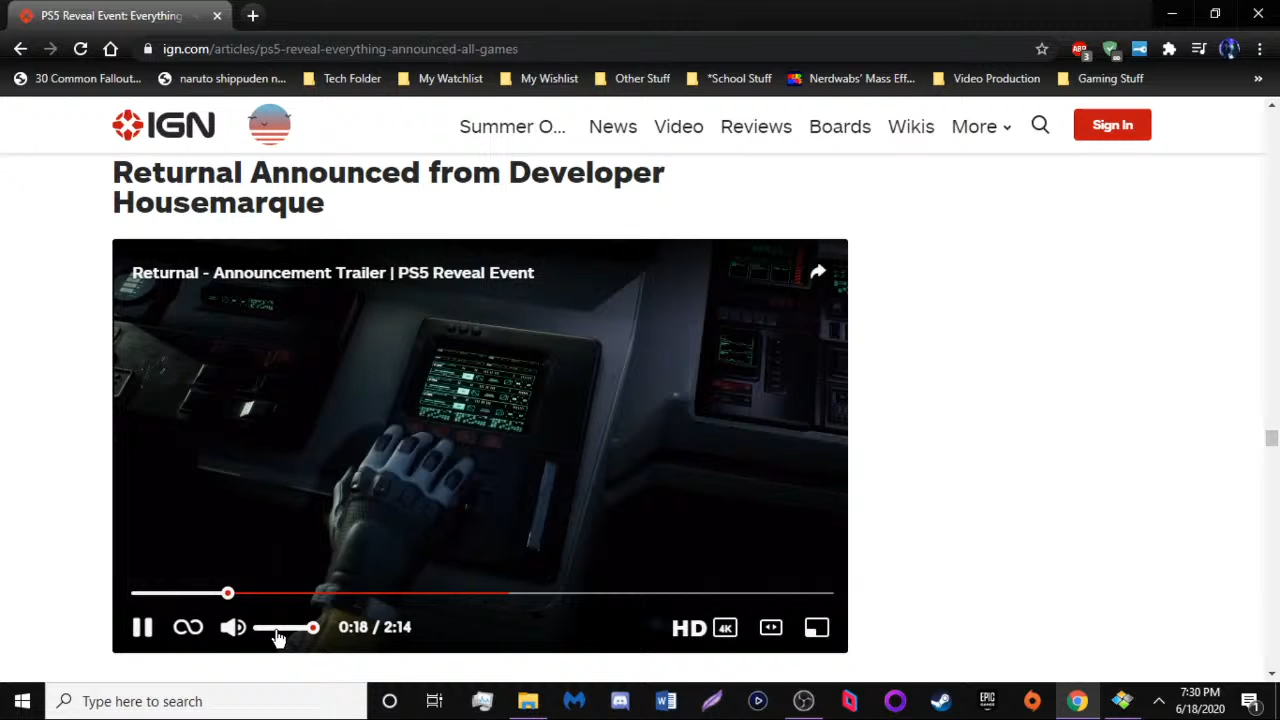 PS5 Reveal Event: Everything
ign.com/articles/ps5-reveal-everything-announced-all-games
3
30 Common Fallout...
naruto shippuden n...
Tech Folder
My Watchlist
My Wishlist
Other Stuff
*School Stuff
Nerdwabs' Mass Eff...
Video Production
Gaming Stuff
»
IGN
Summer O...
News
Video
Reviews
Boards
Wikis
More
Sign In
Returnal Announced from Developer
Housemarque
Returnal - Announcement Trailer | PS5 Reveal Event
0:18 / 2:14
HD
4K
Type here to search
7:30 PM
6/18/2020